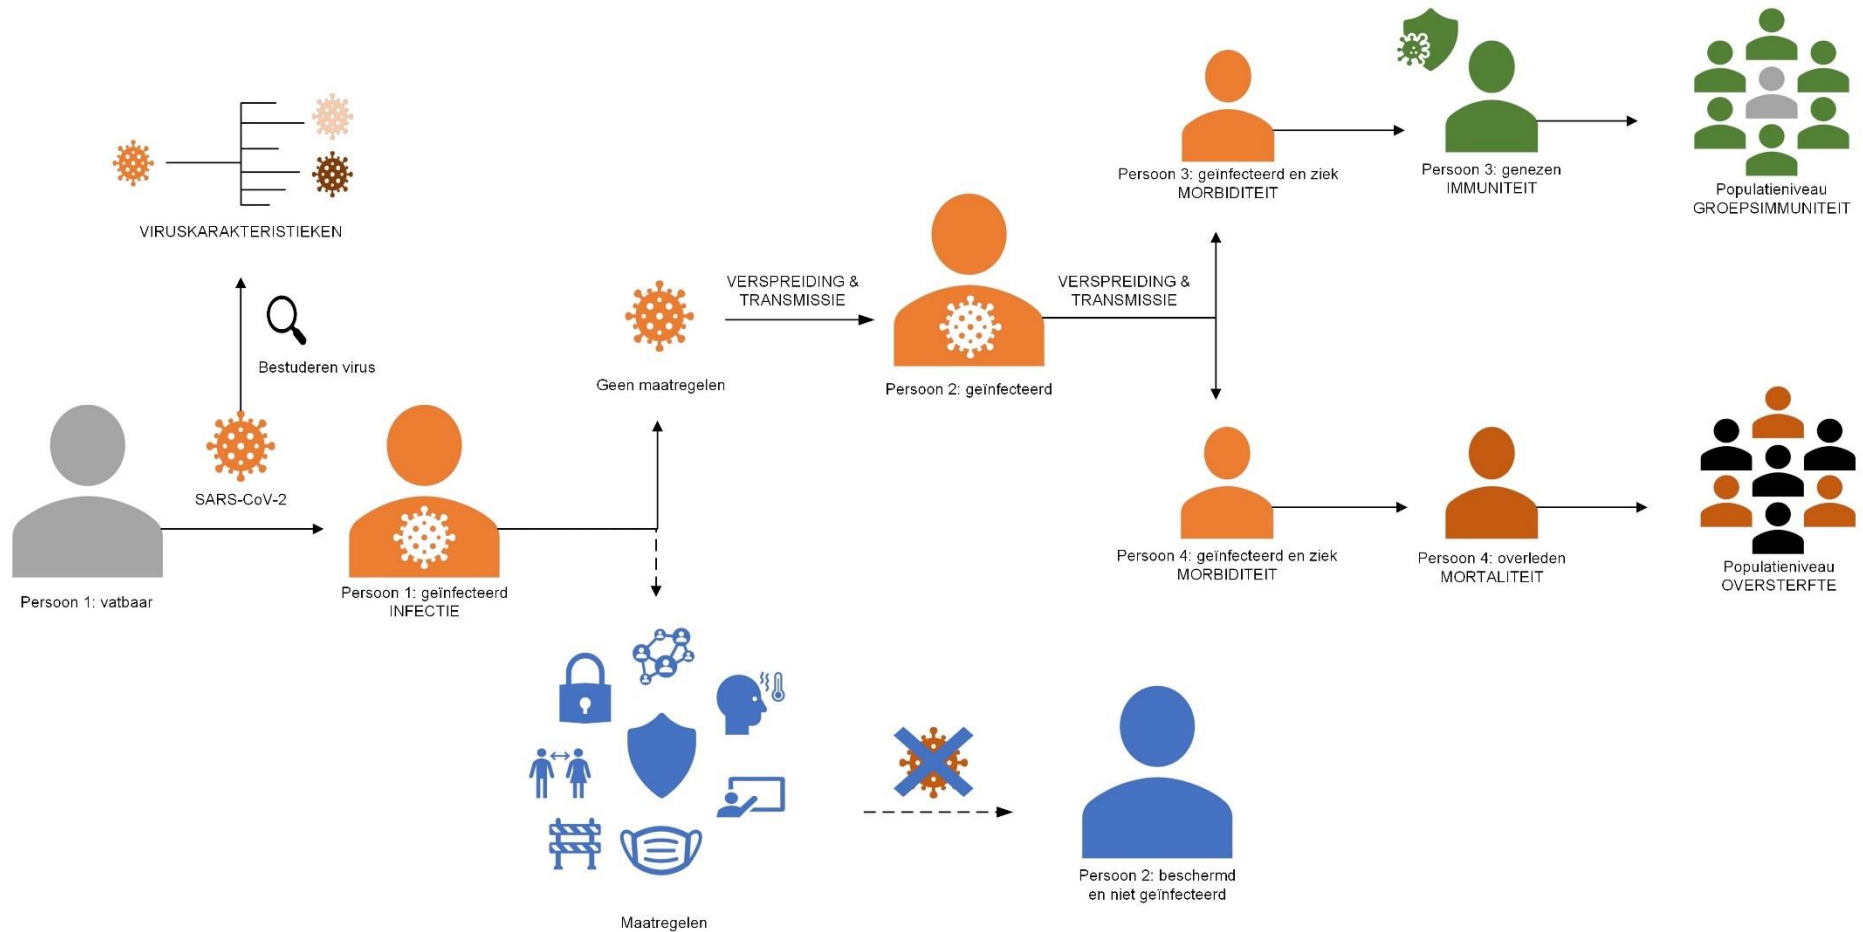 VIRUSKARAKTERISTIEKEN
Bestuderen virus
SARS-CoV-2
Persoon 1: vatbaar
Persoon 1: geïnfecteerd
INFECTIE
Geen maatregelen
VERSPREIDING &
TRANSMISSIE
Persoon 2: geïnfecteerd
VERSPREIDING &
TRANSMISSIE
Persoon 3: geïnfecteerd en ziek
MORBIDITEIT
Persoon 3: genezen
IMMUNITEIT
Populatieniveau
GROEPSIMMUNITEIT
Persoon 4: geïnfecteerd en ziek
MORBIDITEIT
Persoon 4: overleden
MORTALITEIT
Populatieniveau
OVERSTERFTE
Maatregelen
Persoon 2: beschermd
en niet geïnfecteerd